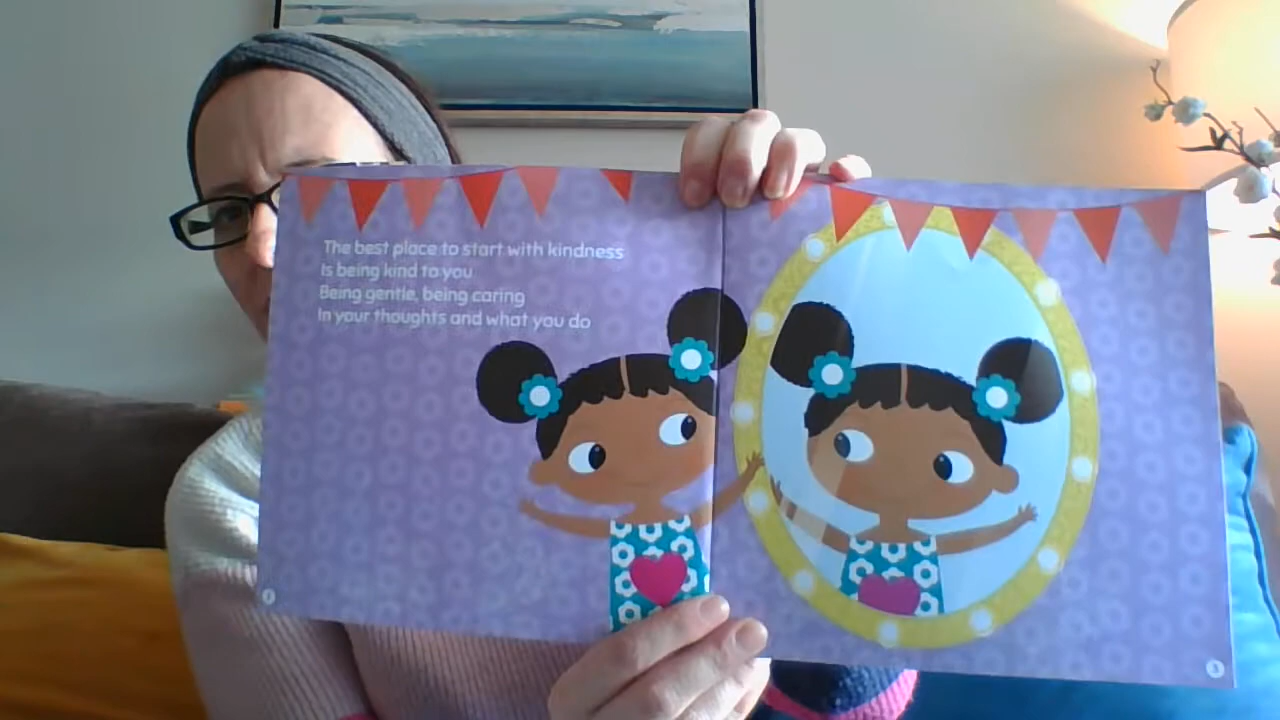 The best place to start with kindness
Is being kind to you
Being gentle, being caring
In your thoughts and what you do